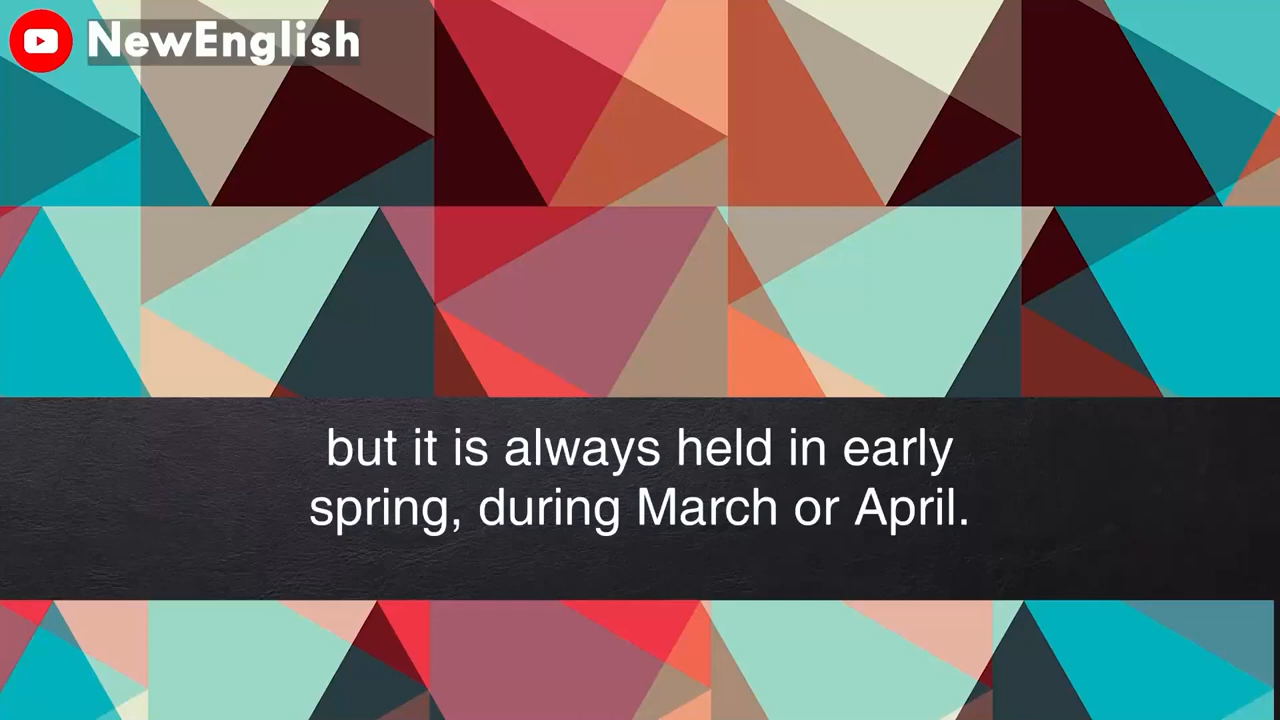 NewEnglish
but it is always held in early
spring, during March or April.